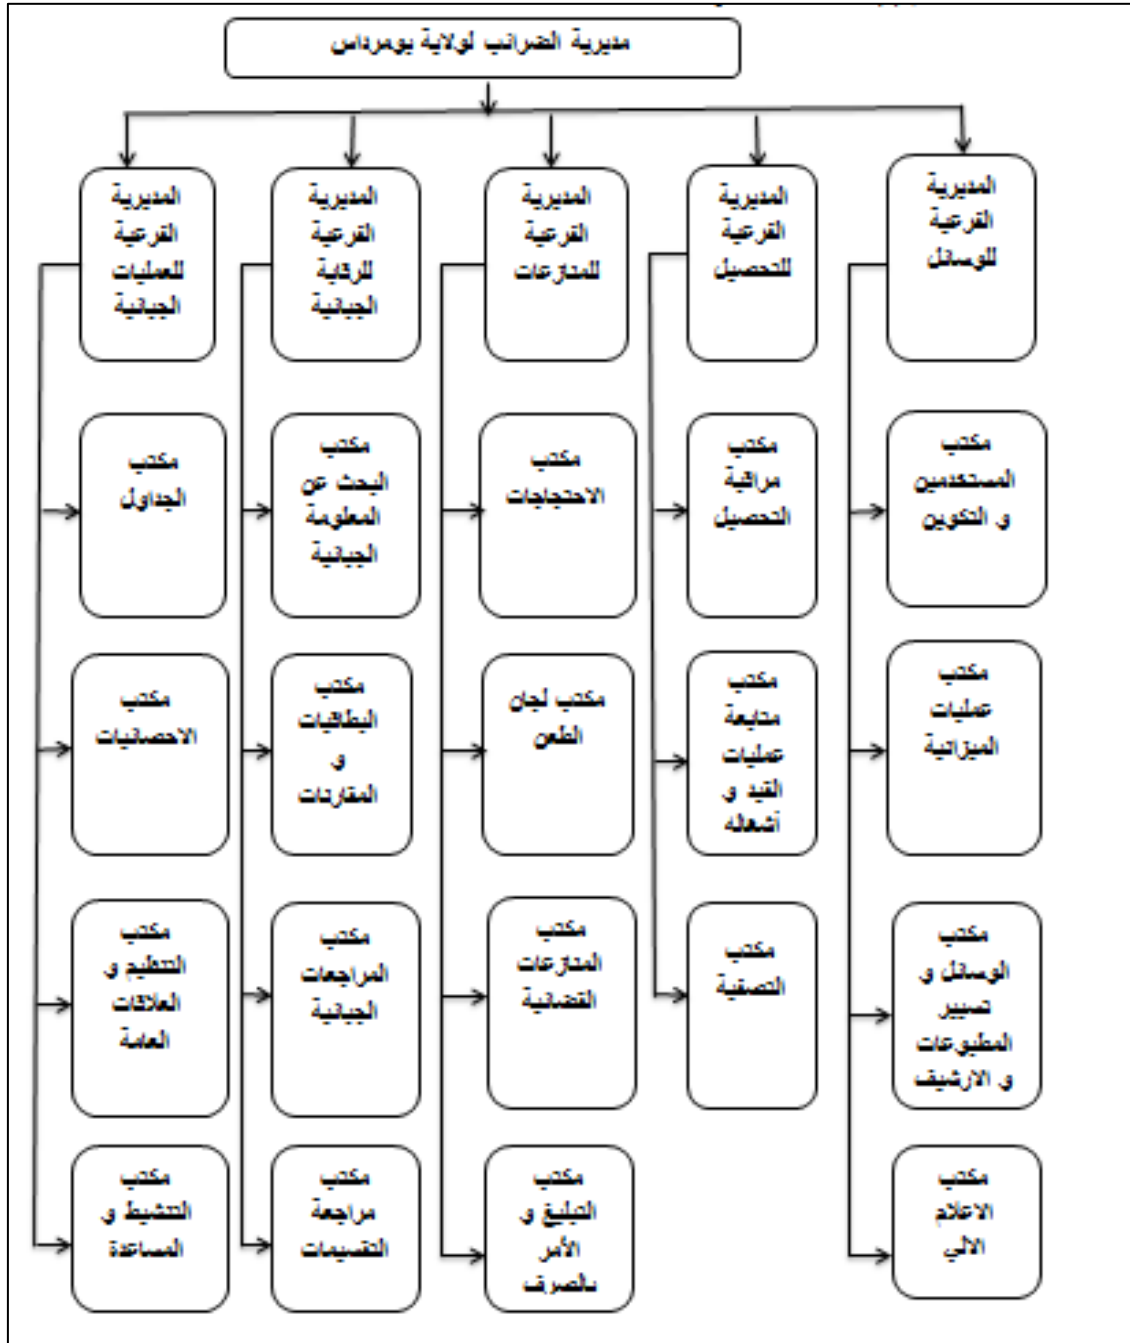 مديرية الضرائب لولاية بومرداس
المديرية
الفرعية
للوسائل
المديرية
الفرعية
للتحصيل
المديرية
الفرعية
للمنازعات
المديرية
الفرعية
للرقابة
الجبائية
المديرية
الفرعية
للعمليات
الجبائية
مكتب
المستخدمين
و التكوين
مكتب
مراقبة
التحصيل
مكتب
الاحتجاجات
مكتب
البحث عن
المعلومة
الجبائية
مكتب
الجداول
مكتب
عمليات
الميزانية
مكتب
متابعة
عمليات
القيد و
أشغاله
مكتب لجان
الطعن
مكتب
البطاقيات
و
المقارنات
مكتب
الاحصائيات
مكتب
الوسائل و
تسيير
المطبوعات
و الارشيف
مكتب
التصفية
مكتب
المنازعات
القضائية
مكتب
المراجعات
الجبائية
مكتب
التنظيم و
العلاقات
العامة
مكتب
الاعلام
الالي
مكتب
التبليغ و
الأمر
بالصرف
مكتب
مراجعة
التقييمات
مكتب
التنشيط و
المساعدة